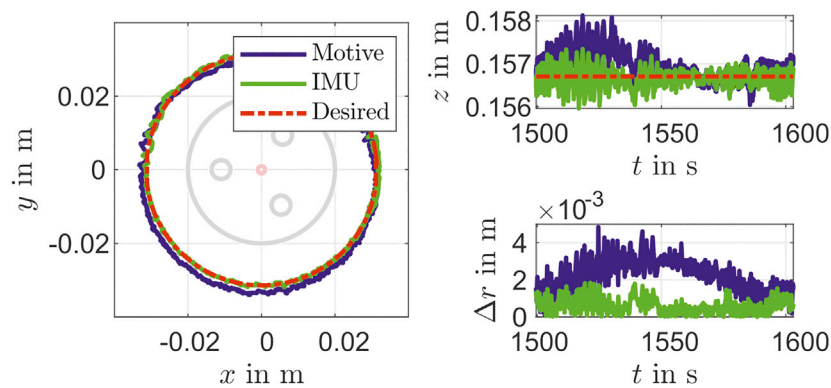 Motive
IMU
Desired
0.02
0
-0.02
y in m
-0.02
0
0.02
x in m
0.158
0.157
0.156
z in m
1500
1550
1600
t in s
×10⁻³
4
2
0
Δr in m
1500
1550
1600
t in s